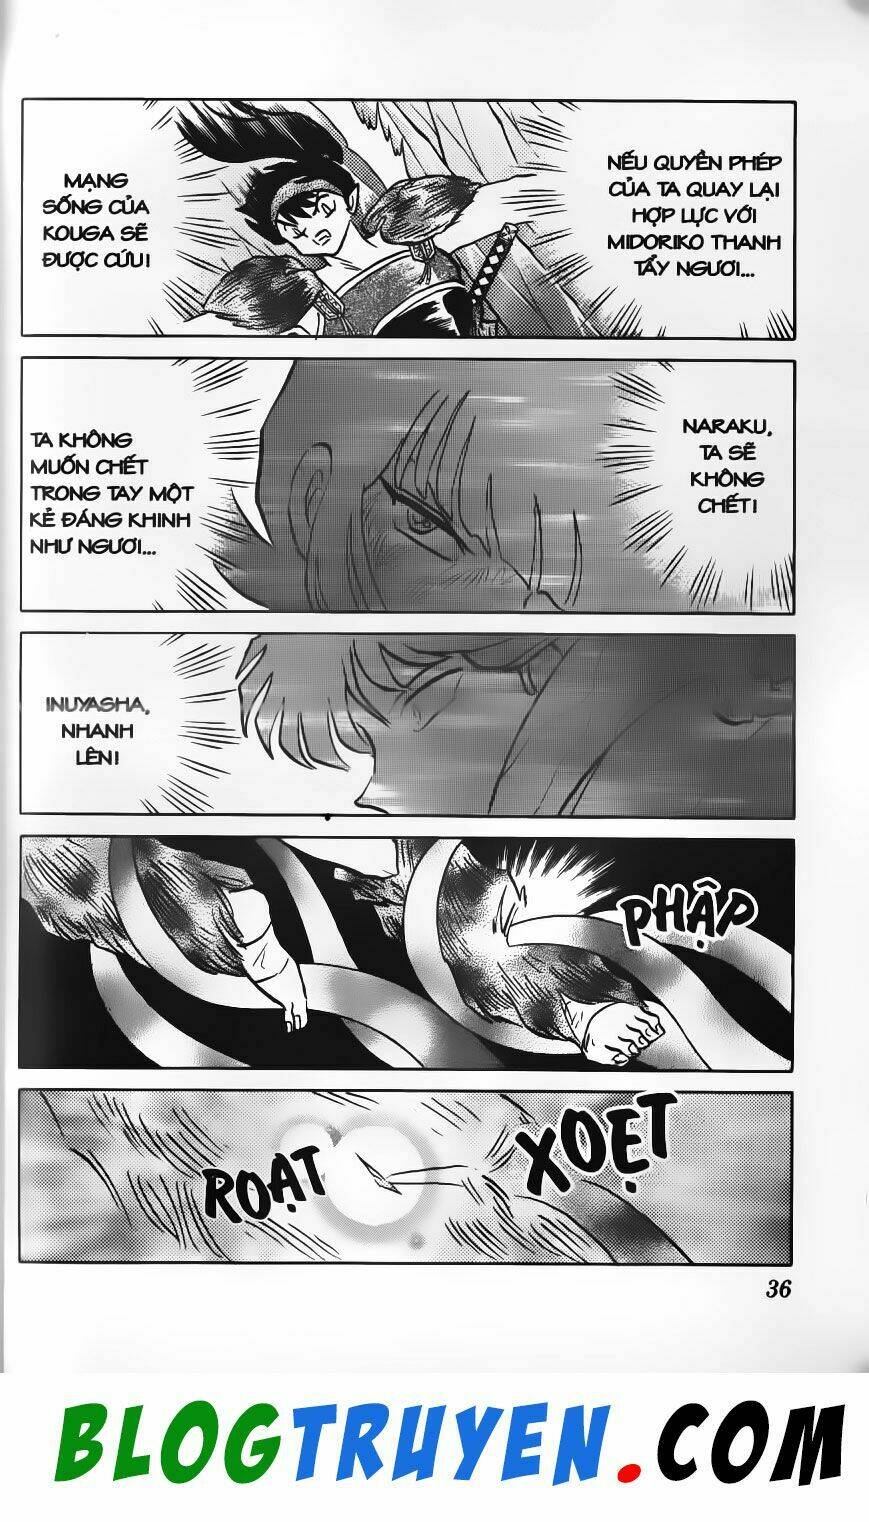 NẾU QUYỀN PHÉP
CỦA TA QUAY LẠI
HỢP LỰC VỚI
MIDORIKO THANH
TẨY NGƯƠI...
MẠNG
SỐNG CỦA
KOUGA SẼ
ĐƯỢC CỨU!
NARAKU,
TA SẼ
KHÔNG
CHẾT!
TA KHÔNG
MUỐN CHẾT
TRONG TAY MỘT
KẺ ĐÁNG KHINH
NHƯ NGƯƠI...
INUYASHA,
NHANH
LÊN!
PHẬP
XOẸT
ROẠT
36
BLOGTRUYEN.COM